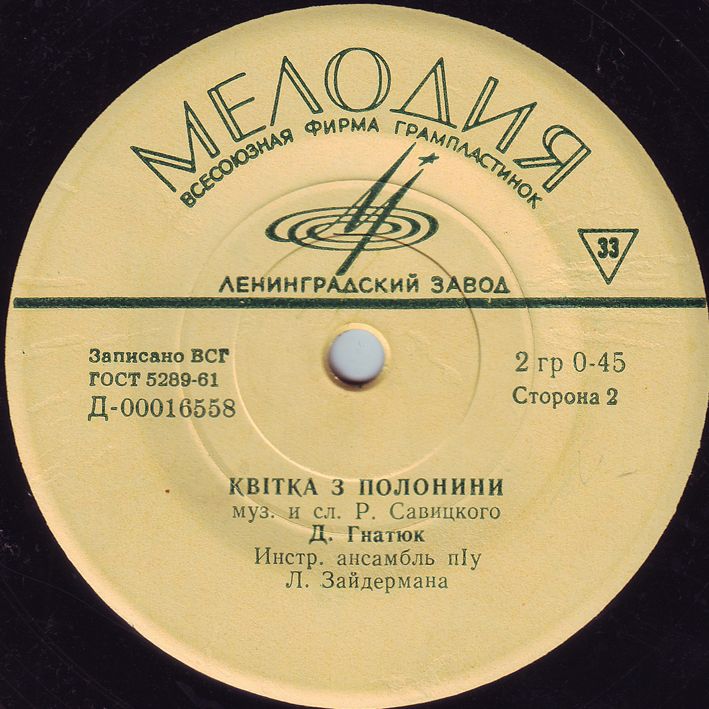 МЕЛОДИЯ
ВСЕСОЮЗНАЯ ФИРМА ГРАМПЛАСТИНОК
33
ЛЕНИНГРАДСКИЙ ЗАВОД
Записано ВСГ
ГОСТ 5289-61
Д-00016558
2 гр 0-45
Сторона 2
КВІТКА З ПОЛОНИНИ
муз. и сл. Р. Савицкого
Д. Гнатюк
Инстр. ансамбль пIу
Л. Зайдермана